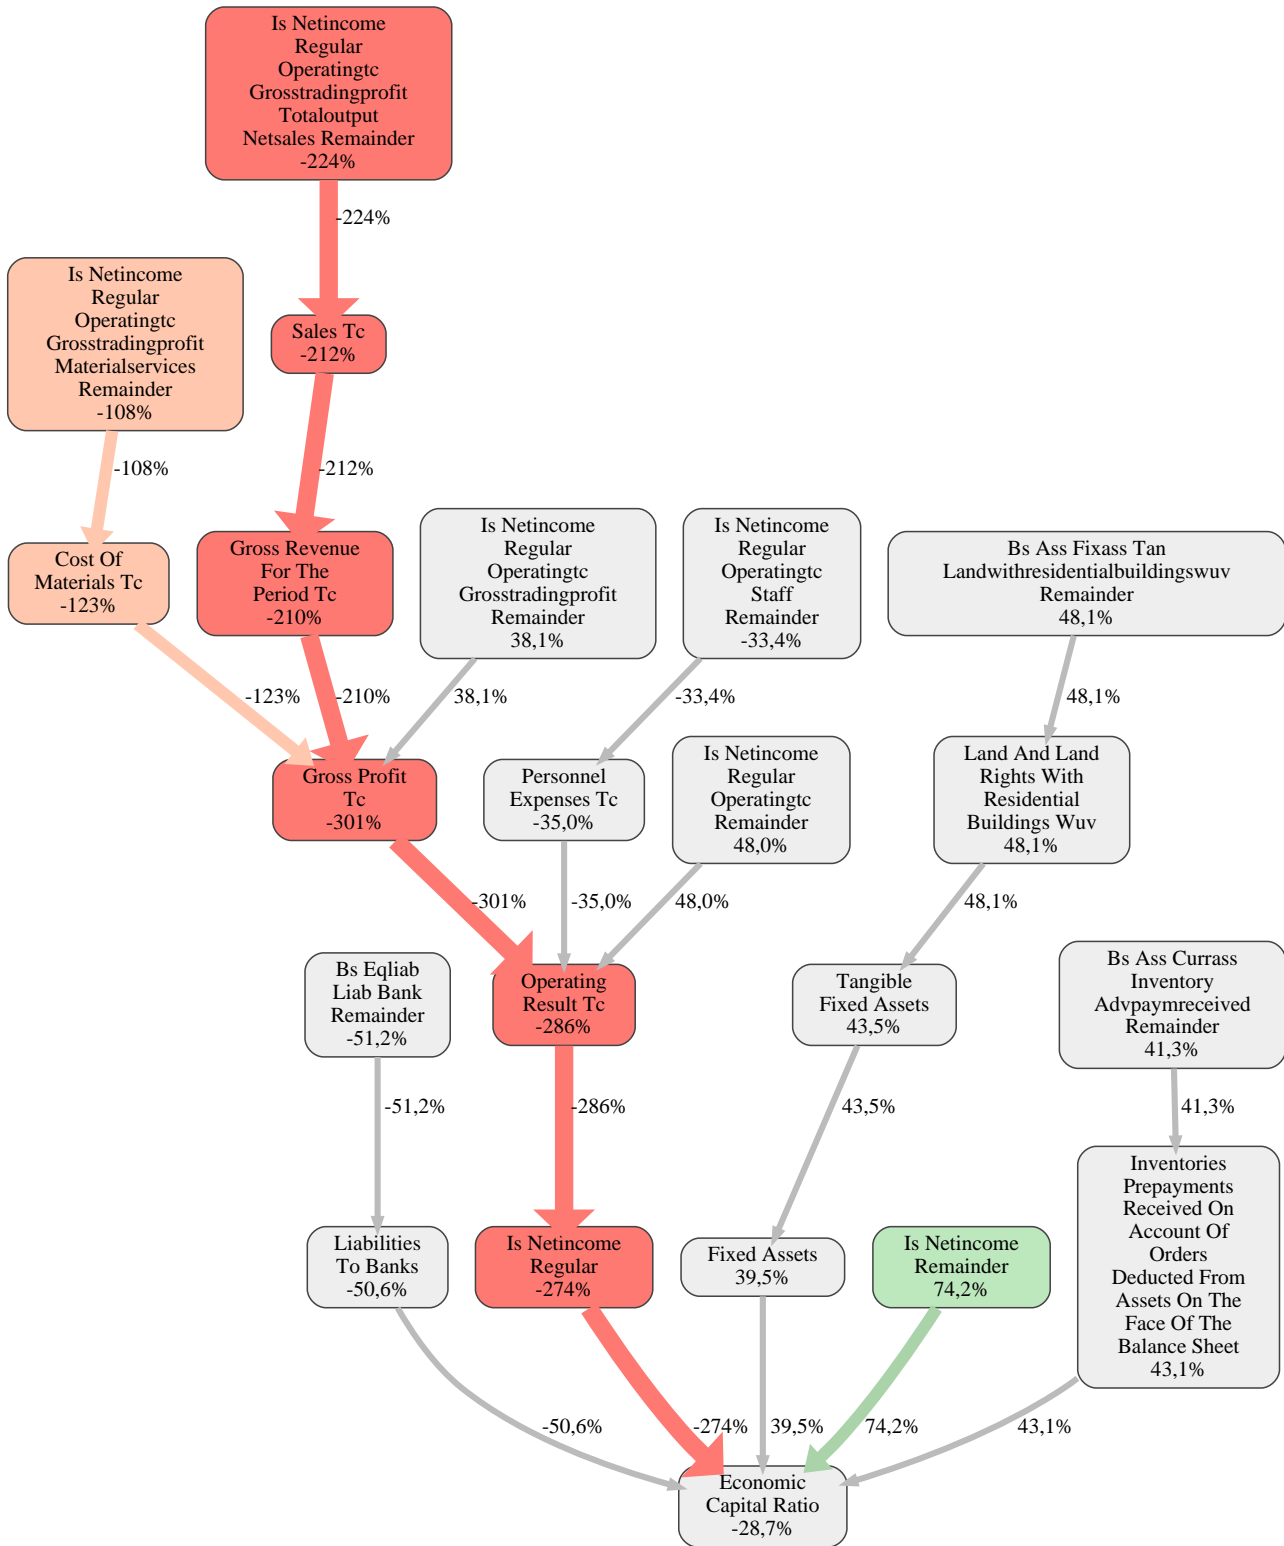 Is Netincome
Regular
Operatingtc
Grosstradingprofit
Totaloutput
Netsales Remainder
-224%
-224%
Is Netincome
Regular
Operatingtc
Grosstradingprofit
Materialservices
Remainder
-108%
Sales Tc
-212%
-108%
-212%
Cost Of
Materials Tc
-123%
Gross Revenue
For The
Period Tc
-210%
Is Netincome
Regular
Operatingtc
Grosstradingprofit
Remainder
38,1%
Is Netincome
Regular
Operatingtc
Staff
Remainder
-33,4%
Bs Ass Fixass Tan
Landwithresidentialbuildingswuv
Remainder
48,1%
-123%
-210%
38,1%
-33,4%
48,1%
Gross Profit
Tc
-301%
Personnel
Expenses Tc
-35,0%
Is Netincome
Regular
Operatingtc
Remainder
48,0%
Land And Land
Rights With
Residential
Buildings Wuv
48,1%
-301%
-35,0%
48,0%
48,1%
Bs Eqliab
Liab Bank
Remainder
-51,2%
Operating
Result Tc
-286%
Tangible
Fixed Assets
43,5%
Bs Ass Currass
Inventory
Advpaymreceived
Remainder
41,3%
-51,2%
-286%
43,5%
41,3%
Liabilities
To Banks
-50,6%
Is Netincome
Regular
-274%
Fixed Assets
39,5%
Is Netincome
Remainder
74,2%
Inventories
Prepayments
Received On
Account Of
Orders
Deducted From
Assets On The
Face Of The
Balance Sheet
43,1%
-50,6%
-274%
39,5%
74,2%
43,1%
Economic
Capital Ratio
-28,7%